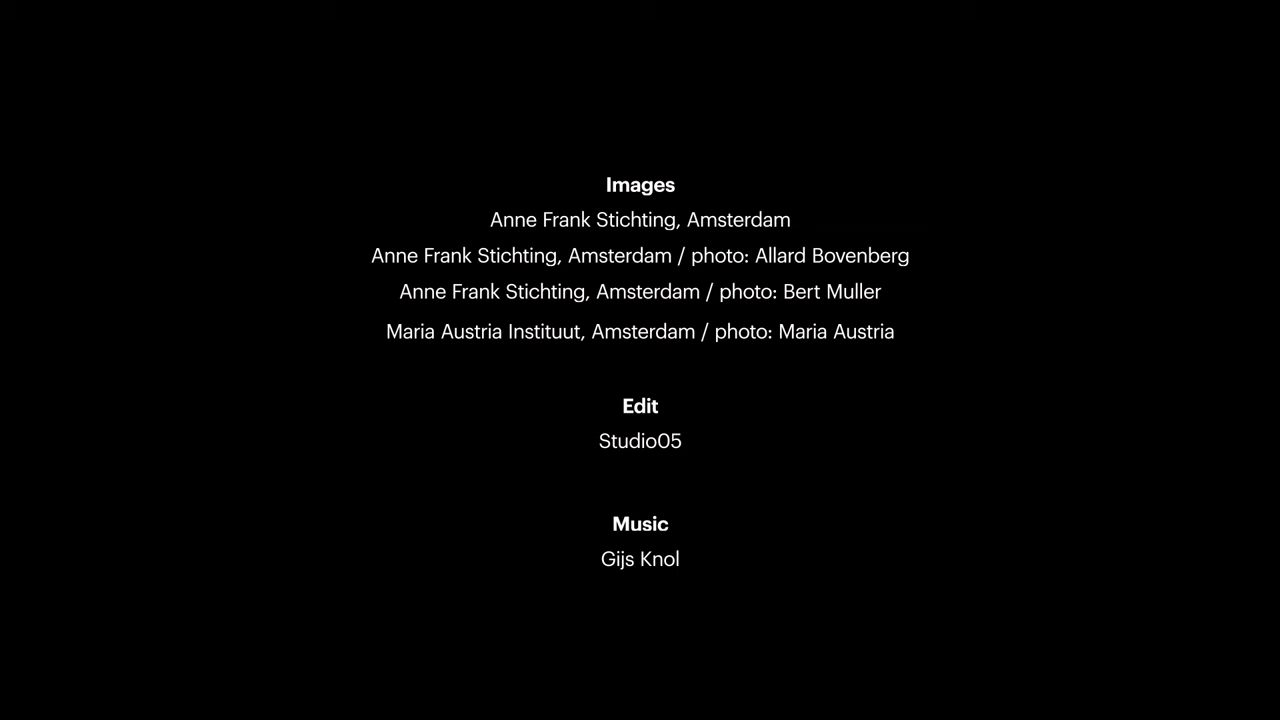 Images
Anne Frank Stichting, Amsterdam
Anne Frank Stichting, Amsterdam / photo: Allard Bovenberg
Anne Frank Stichting, Amsterdam / photo: Bert Muller
Maria Austria Instituut, Amsterdam / photo: Maria Austria
Edit
Studio05
Music
Gijs Knol